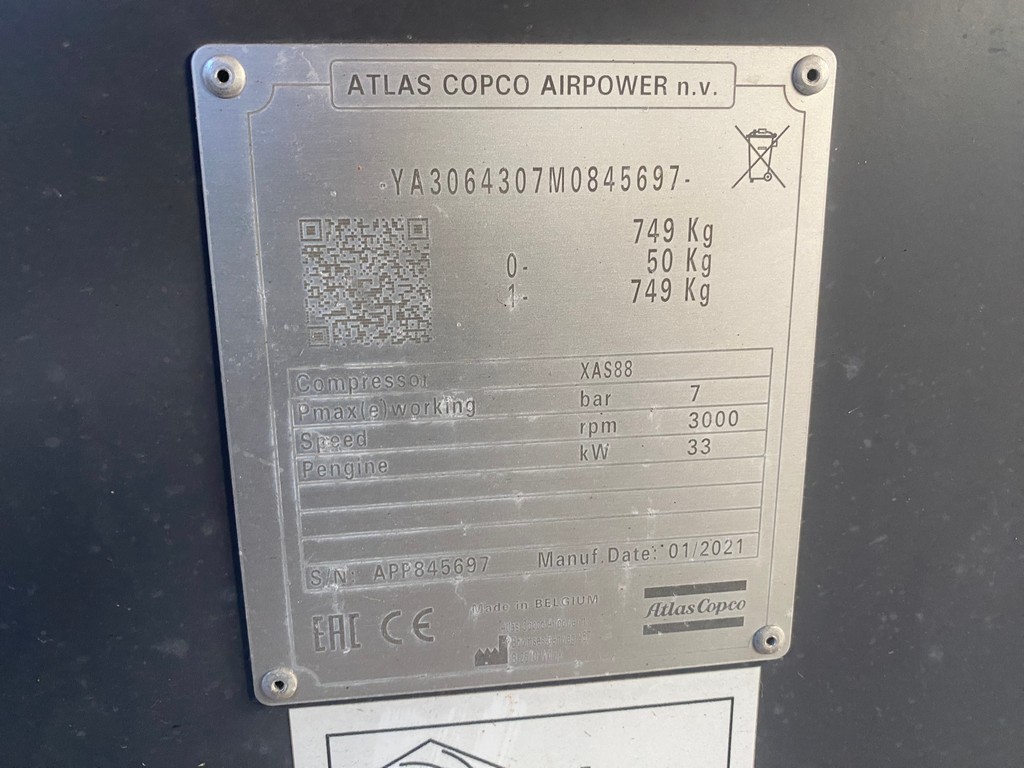 ATLAS COPCO AIRPOWER n.v.
-YA3064307M0845697-
749 Kg
0- 50 Kg
1- 749 Kg
Compressor XAS88
Pmax(e)working bar 7
Speed rpm 3000
Pengine kW 33
S/N: APP845697 Manuf.Date: 01/2021
Made in BELGIUM
EAC CE
Atlas Copco